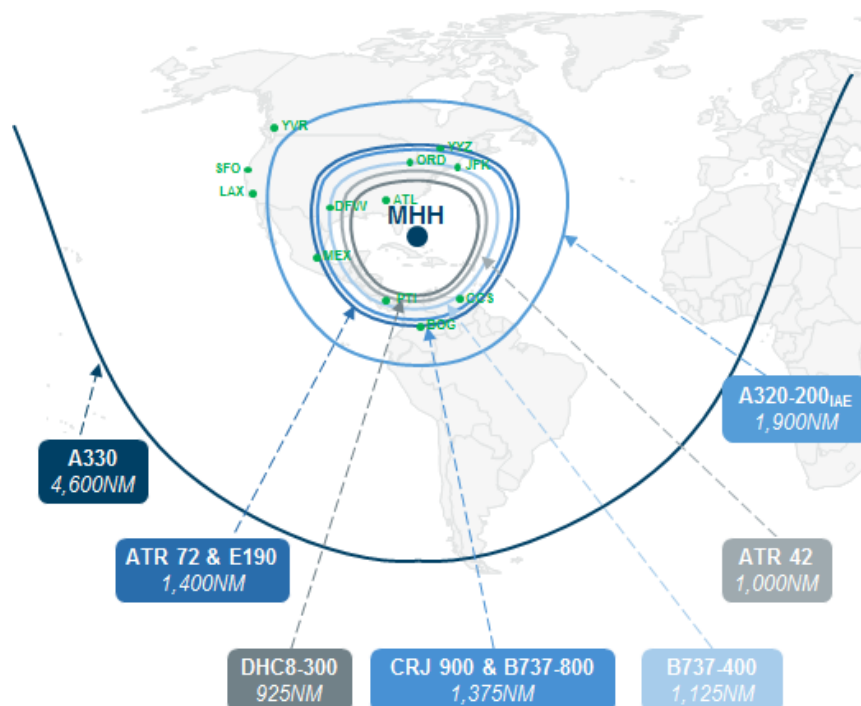 YVR
YYZ
SFO
ORD
JFK
LAX
DFW
ATL
MHH
MEX
PTY
CCS
BOG
A320-200IAE
1,900NM
A330
4,600NM
ATR 72 & E190
1,400NM
ATR 42
1,000NM
DHC8-300
925NM
CRJ 900 & B737-800
1,375NM
B737-400
1,125NM